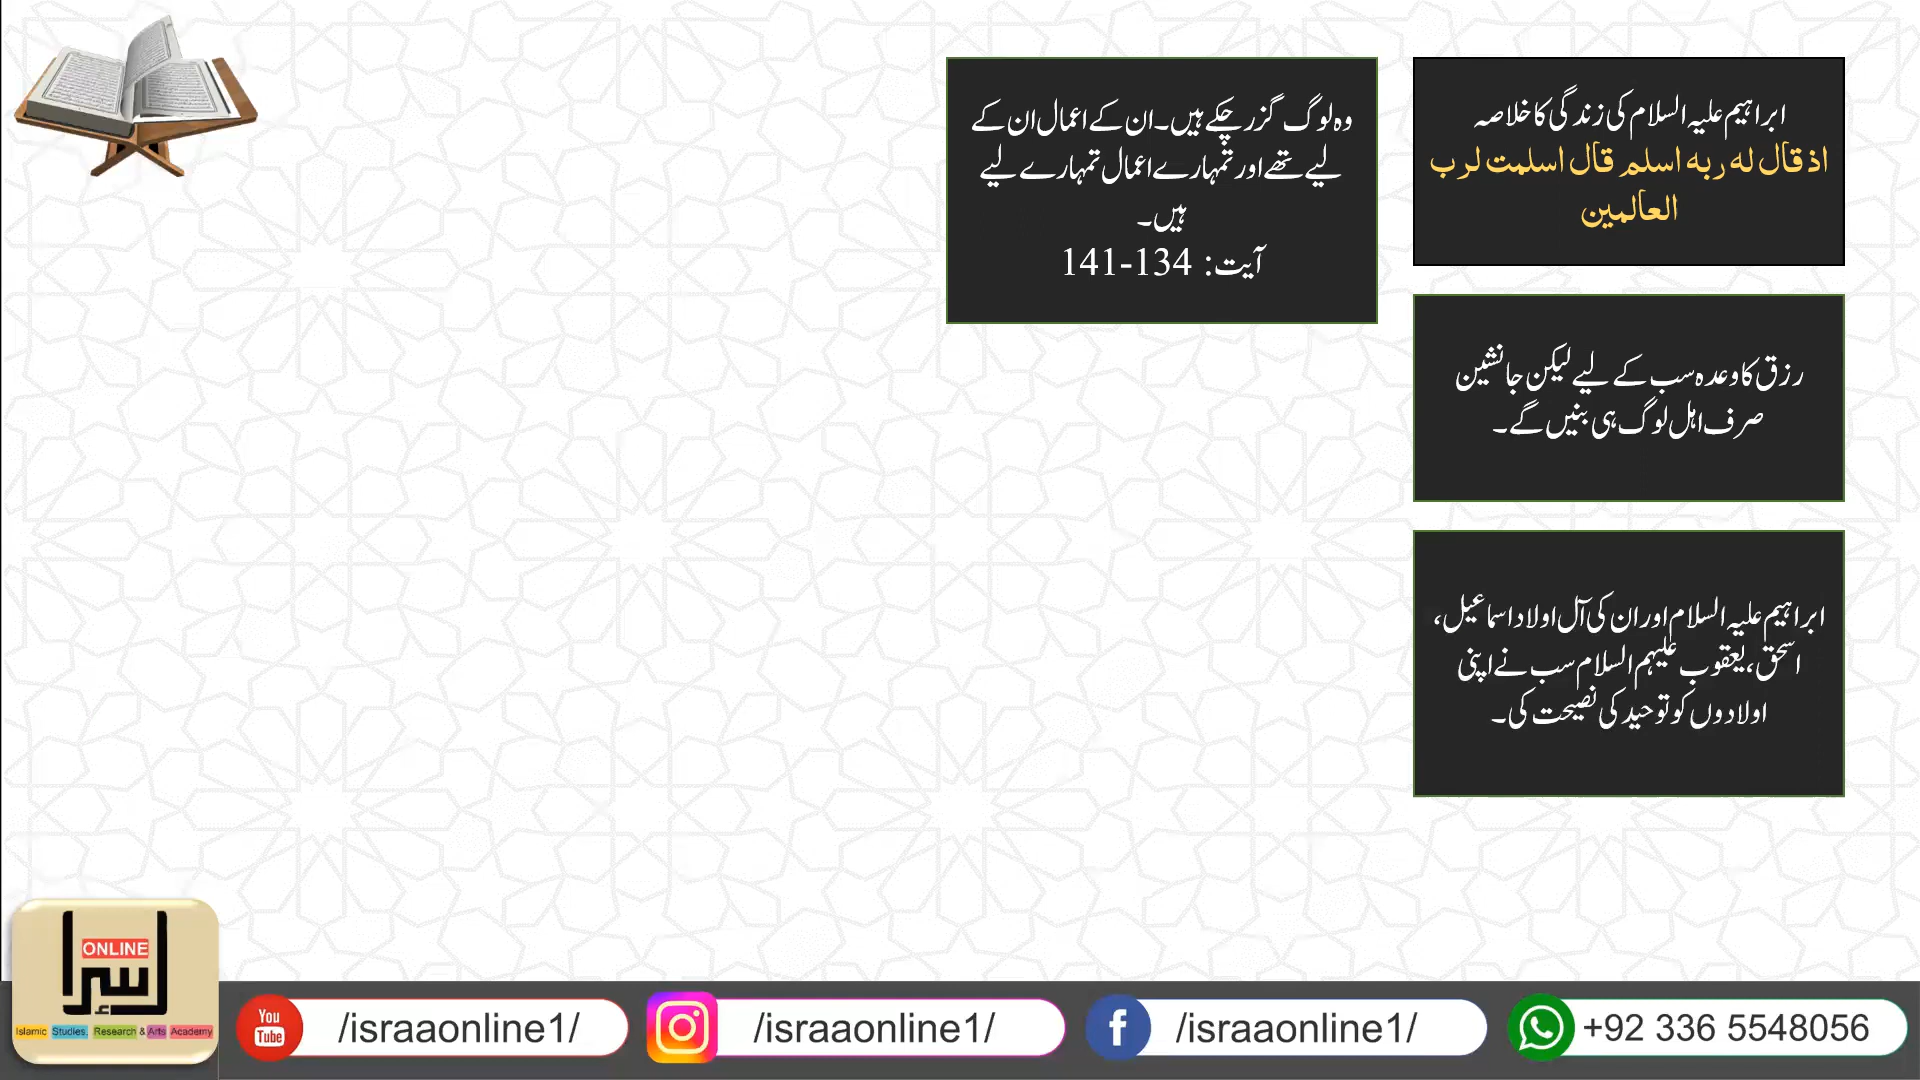 ابراہیم علیہ السلام کی زندگی کا خلاصہ
اذ قال له ربه اسلم قال اسلمت لرب
العالمین
رزق کا وعدہ سب کے لیے لیکن جانشین
صرف اہل لوگ ہی بنیں گے۔
ابراہیم علیہ السلام اور ان کی آل اولاد اسماعیل،
اسحق، یعقوب علیہم السلام سب نے اپنی
اولادوں کو توحید کی نصیحت کی۔
وہ لوگ گزر چکے ہیں۔ ان کے اعمال ان کے
لیے تھے اور تمہارے اعمال تمہارے لیے
ہیں۔
آیت: 134-141
إسرا
ONLINE
Islamic Studies, Research & Arts Academy
You
Tube
/israaonline1/
/israaonline1/
/israaonline1/
+92 336 5548056